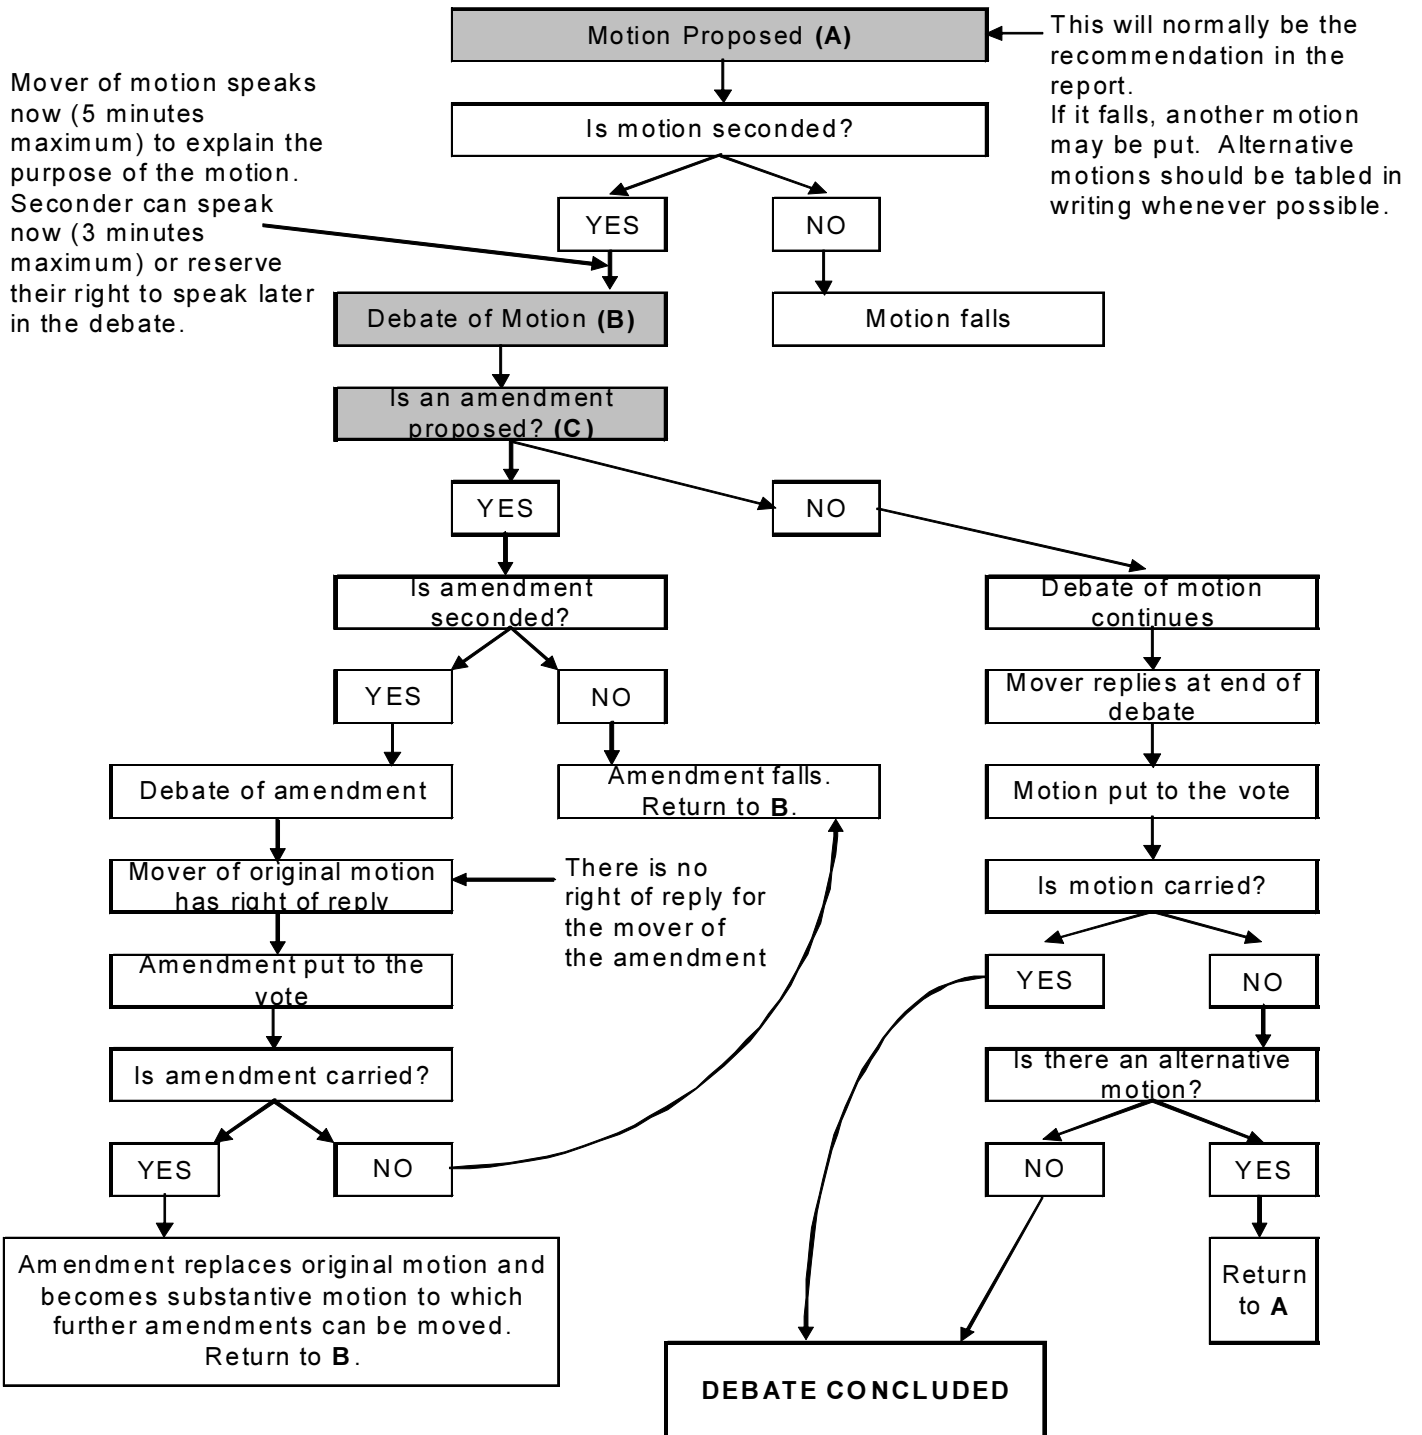 Motion Proposed (A)
This will normally be the
recommendation in the
report.
If it falls, another motion
may be put. Alternative
motions should be tabled in
writing whenever possible.
Mover of motion speaks
now (5 minutes
maximum) to explain the
purpose of the motion.
Seconder can speak
now (3 minutes
maximum) or reserve
their right to speak later
in the debate.
Is motion seconded?
YES
NO
Debate of Motion (B)
Motion falls
Is an amendment
proposed? (C)
YES
NO
Is amendment
seconded?
Debate of motion
continues
YES
NO
Mover replies at end of
debate
Debate of amendment
Amendment falls.
Return to B.
Motion put to the vote
Mover of original motion
has right of reply
There is no
right of reply for
the mover of
the amendment
Is motion carried?
Amendment put to the
vote
YES
NO
Is amendment carried?
Is there an alternative
motion?
YES
NO
NO
YES
Amendment replaces original motion and
becomes substantive motion to which
further amendments can be moved.
Return to B.
Return
to A
DEBATE CONCLUDED